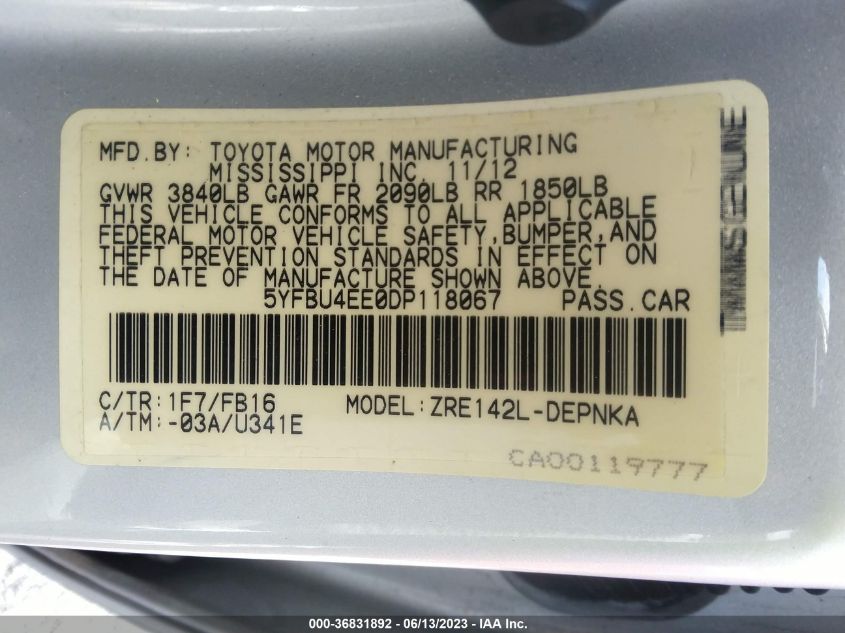 MFD.BY: TOYOTA MOTOR MANUFACTURING
MISSISSIPPI INC. 11/12
GVWR 3840LB GAWR FR 2090LB RR 1850LB
THIS VEHICLE CONFORMS TO ALL APPLICABLE
FEDERAL MOTOR VEHICLE SAFETY,BUMPER,AND
THEFT PREVENTION STANDARDS IN EFFECT ON
THE DATE OF MANUFACTURE SHOWN ABOVE.
5YFBU4EE0DP118067 PASS.CAR
C/TR:1F7/FB16 MODEL:ZRE142L-DEPNKA
A/TM:-03A/U341E
CA00119777
000-36831892 - 06/13/2023 - IAA Inc.